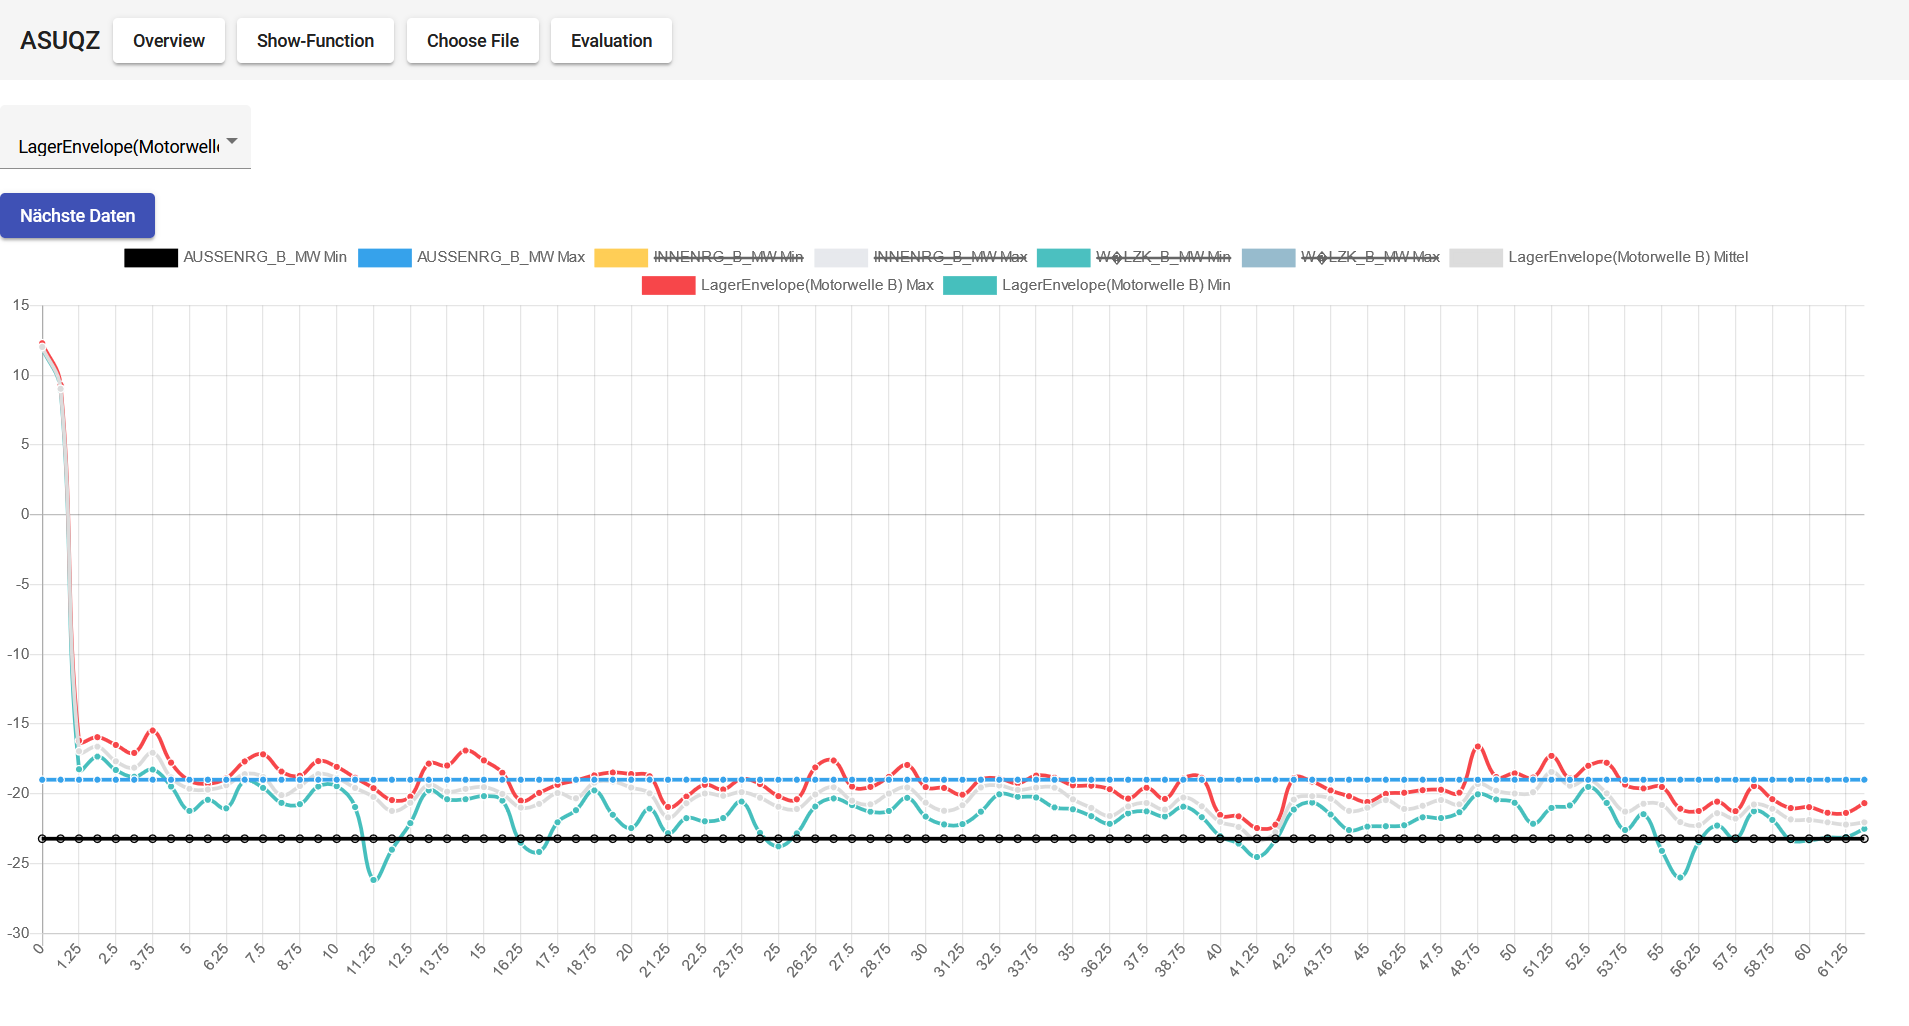 ASUQZ Overview Show-Function Choose File Evaluation
LagerEnvelope(Motorwelle
Nächste Daten
AUSSENRG_B_MW Min AUSSENRG_B_MW Max INNENRG_B_MW Min INNENRG_B_MW Max W�LZK_B_MW Min W�LZK_B_MW Max LagerEnvelope(Motorwelle B) Mittel
LagerEnvelope(Motorwelle B) Max LagerEnvelope(Motorwelle B) Min
15
10
5
0
-5
-10
-15
-20
-25
-30
0 1.25 2.5 3.75 5 6.25 7.5 8.75 10 11.25 12.5 13.75 15 16.25 17.5 18.75 20 21.25 22.5 23.75 25 26.25 27.5 28.75 30 31.25 32.5 33.75 35 36.25 37.5 38.75 40 41.25 42.5 43.75 45 46.25 47.5 48.75 50 51.25 52.5 53.75 55 56.25 57.5 58.75 60 61.25